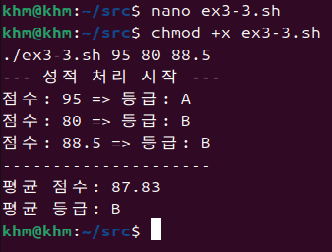 khm@khm:~/src$ nano ex3-3.sh
khm@khm:~/src$ chmod +x ex3-3.sh
./ex3-3.sh 95 80 88.5
--- 성적 처리 시작 ---
점수: 95 => 등급: A
점수: 80 => 등급: B
점수: 88.5 => 등급: B
---------------------
평균 점수: 87.83
평균 등급: B
khm@khm:~/src$